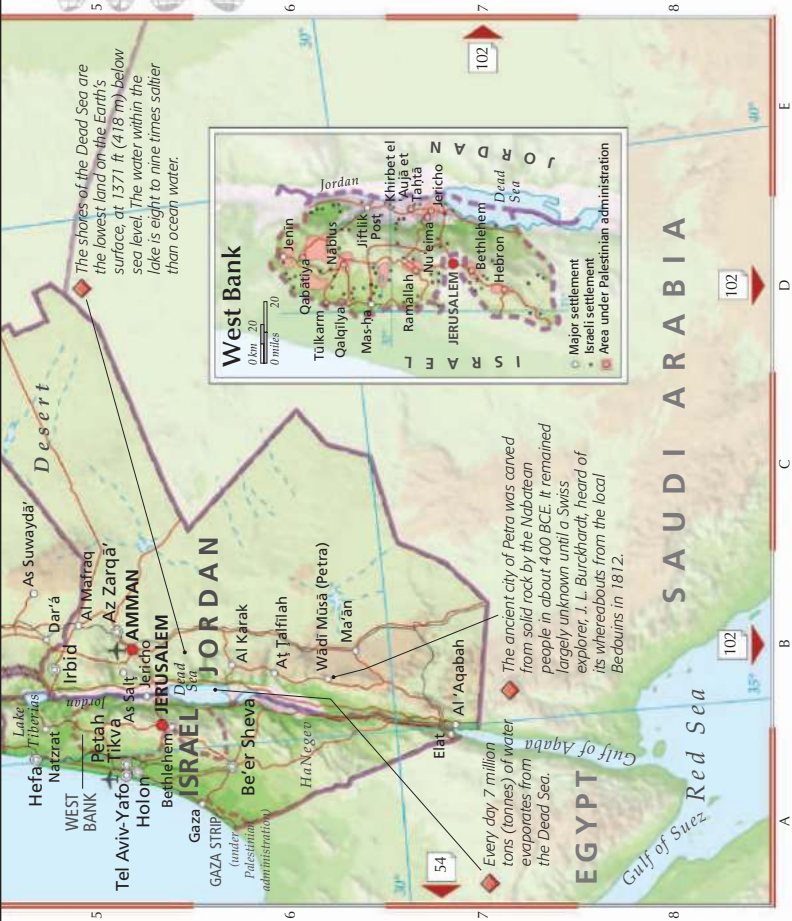 5
6
7
8
102
30°
The shores of the Dead Sea are
the lowest land on the Earth's
surface, at 1371 ft (418 m) below
sea level. The water within the
lake is eight to nine times saltier
than ocean water.
E
40°
West Bank
0 km 20
0 miles 20
Jenin
Qabātiya
Tūlkarm
Nāblus
Qalqīlya
Jiftlik
Post
Mas-ha
Khirbet el
'Aujā et
Tahtā
Ramallah
Nu'eima
Jericho
JERUSALEM
Bethlehem
Hebron
Jordan
Dead
Sea
JORDAN
ISRAEL
Major settlement
Israeli settlement
Area under Palestinian administration
D
102
Desert
C
As Suwaydā'
Dar'á
Al Mafraq
Irbid
Az Zarqā'
AMMAN
As Salt
Jericho
JERUSALEM
Dead
Sea
JORDAN
Al Karak
Aţ Ţafīlah
Wādī Mūsā (Petra)
Ma'ān
Al 'Aqabah
Elat
The ancient city of Petra was carved
from solid rock by the Nabatean
people in about 400 BCE. It remained
largely unknown until a Swiss
explorer, J. L. Burckhardt, heard of
its whereabouts from the local
Bedouins in 1812.
SAUDI ARABIA
B
102
35°
Lake
Tiberias
Jordan
Hefa
Natzrat
WEST
BANK
Petah
Tikva
Tel Aviv-Yafo
Holon
Bethlehem
ISRAEL
Gaza
GAZA STRIP
(under
Palestinian
administration)
Be'er Sheva
HaNegev
30°
54
Every day 7 million
tons (tonnes) of water
evaporates from
the Dead Sea.
EGYPT
Gulf of Aqaba
Gulf of Suez
Red Sea
A
5
6
7
8